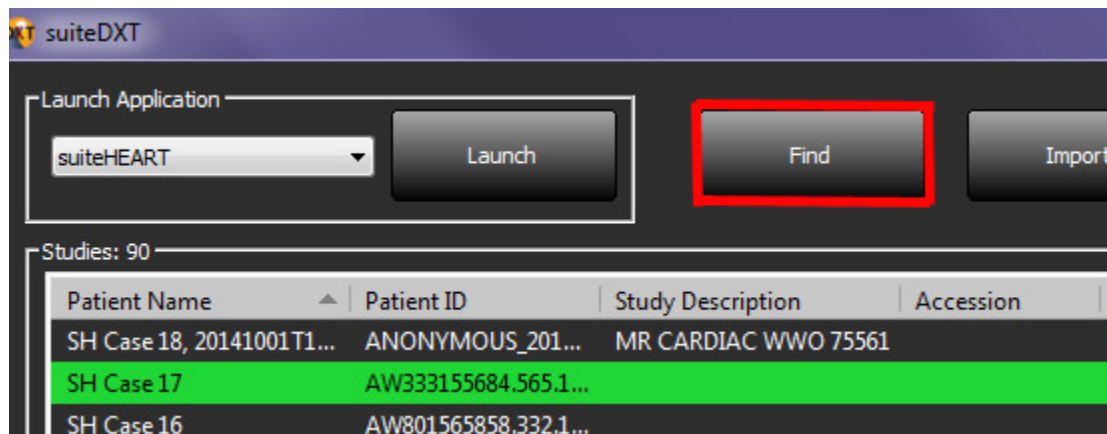 suiteDXT
Launch Application
suiteHEART
Launch
Find
Import
Studies: 90
Patient Name Patient ID Study Description Accession
SH Case 18, 20141001T1... ANONYMOUS_201... MR CARDIAC WWO 75561
SH Case 17 AW333155684.565.1...
SH Case 16 AW801565858.332.1...